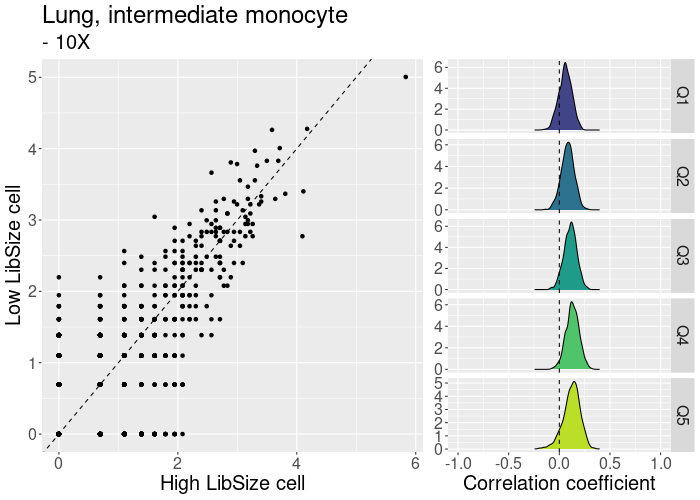 Lung, intermediate monocyte
- 10X
Low LibSize cell
5
4
3
2
1
0
0 2 4 6
High LibSize cell
6
4
2
0
Q1
6
4
2
0
Q2
6
4
2
0
Q3
6
4
2
0
Q4
5
4
3
2
1
0
Q5
-1.0 -0.5 0.0 0.5 1.0
Correlation coefficient